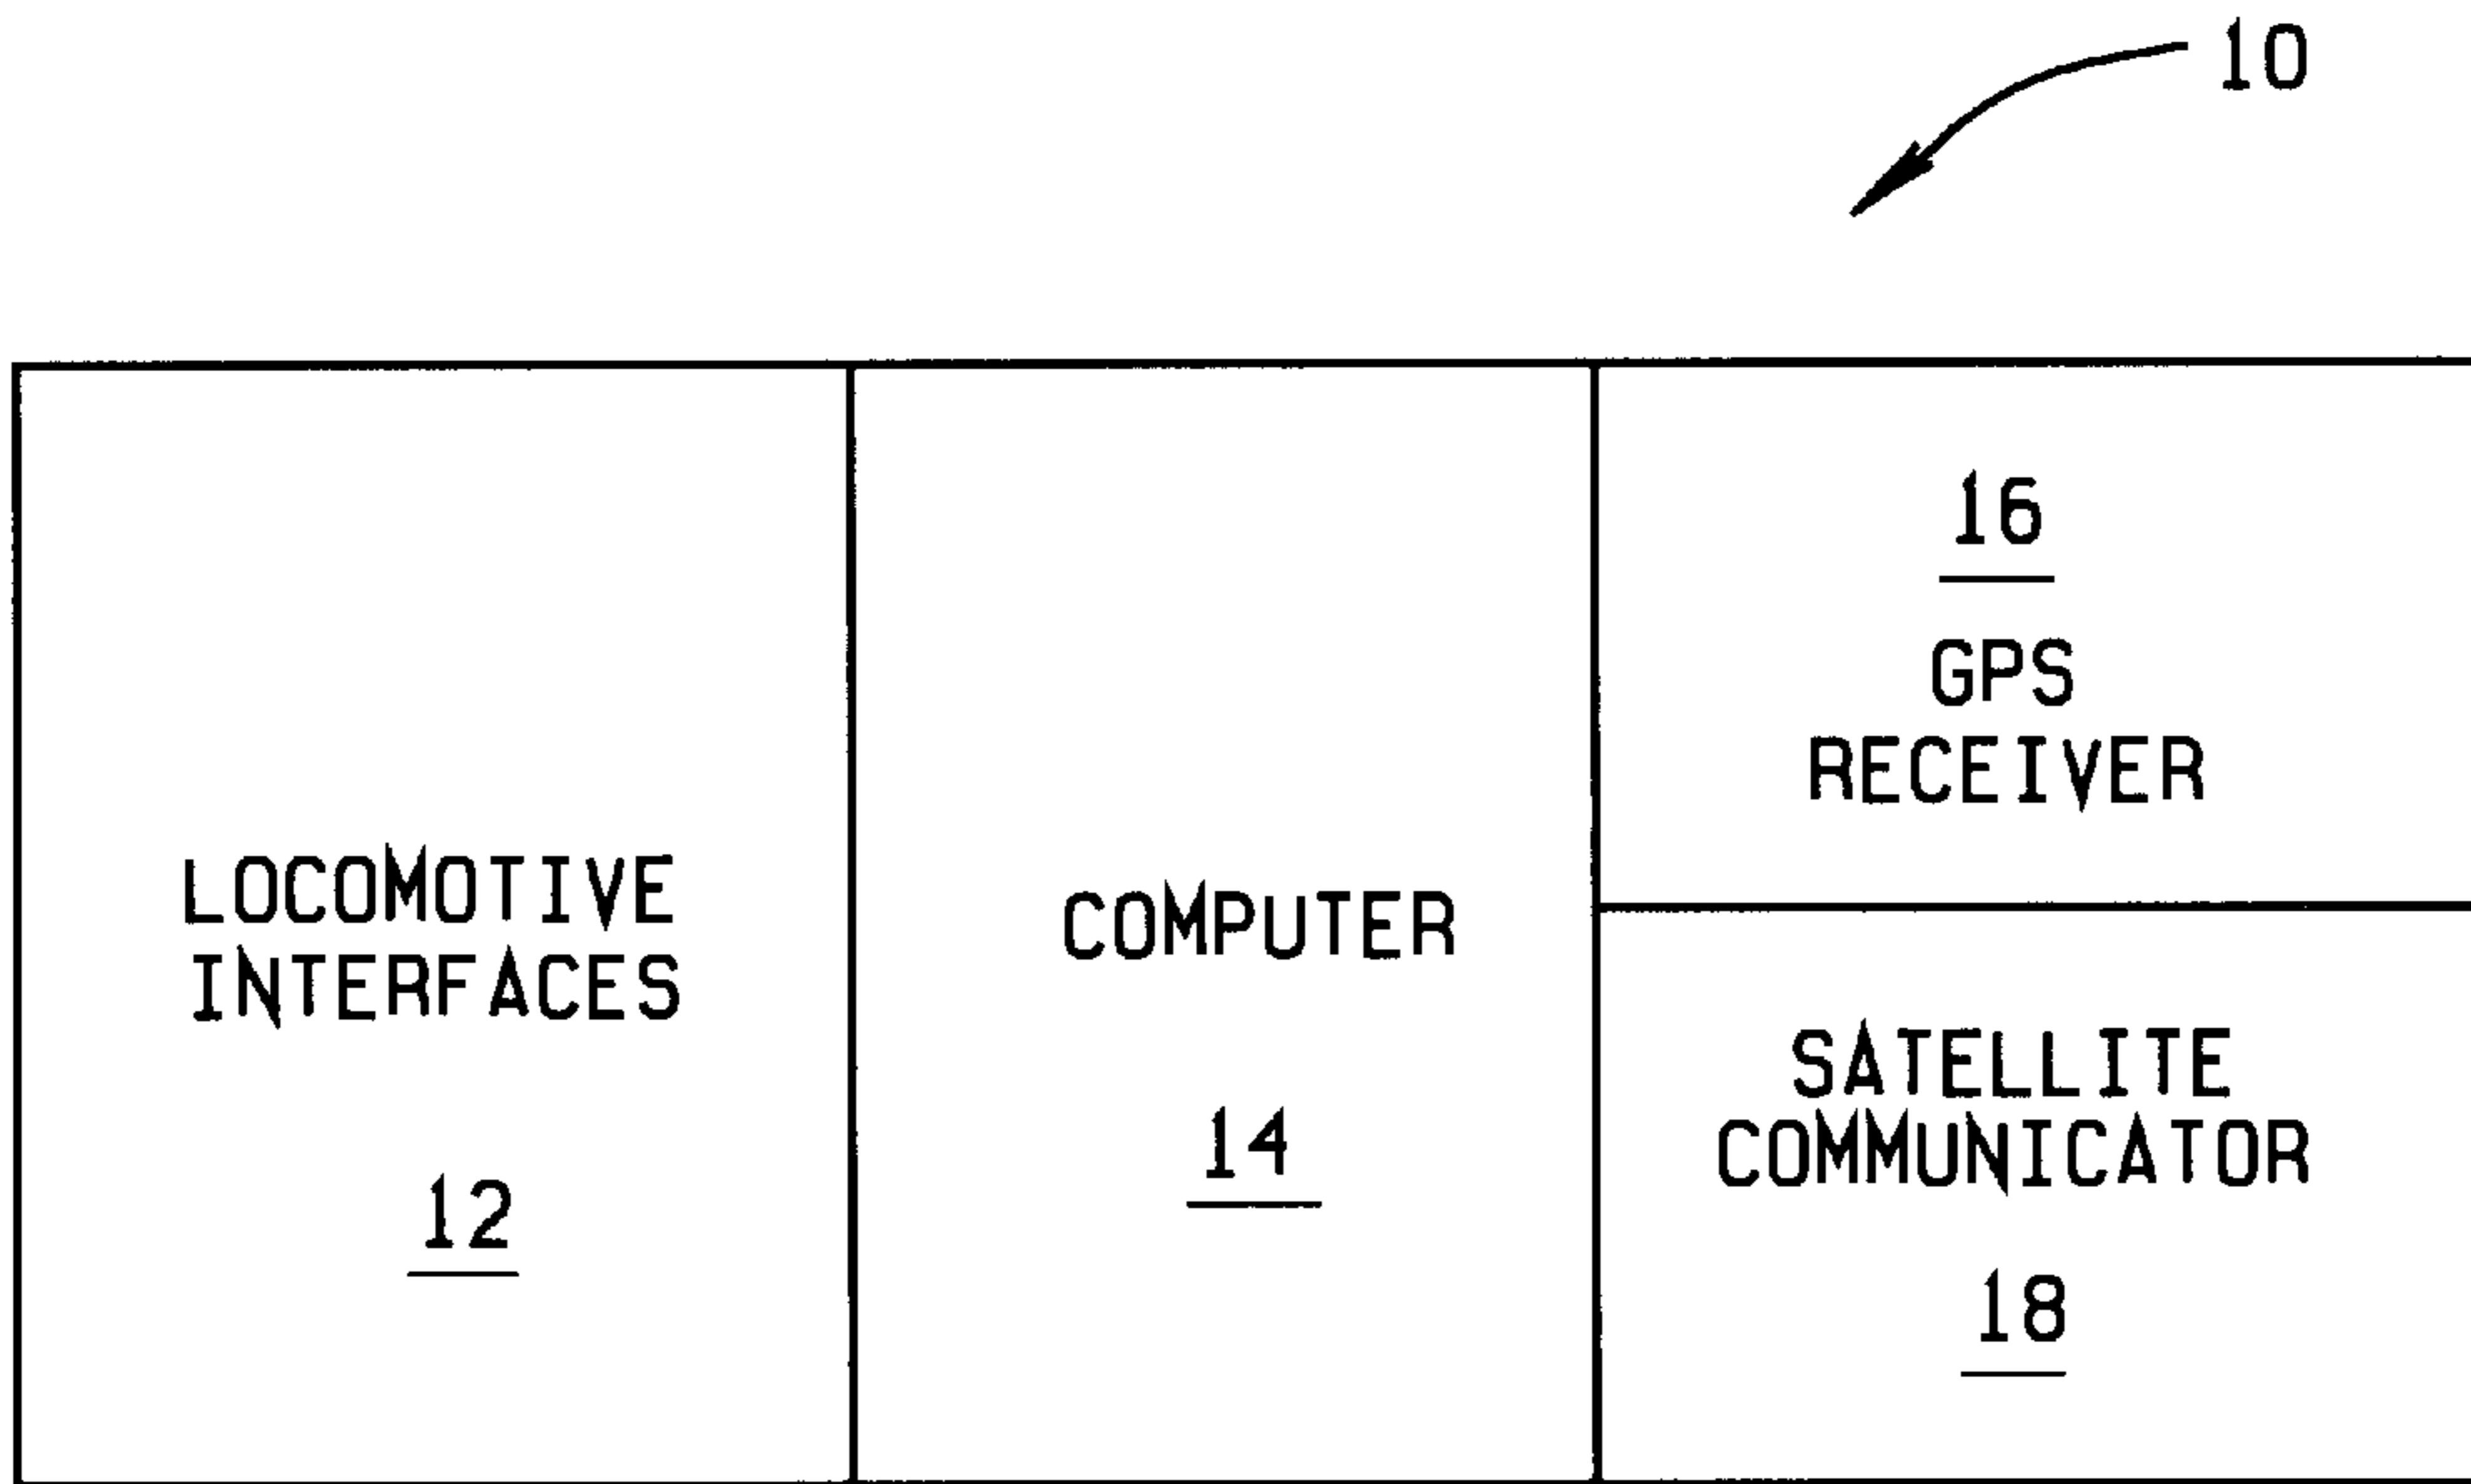 10
LOCOMOTIVE
INTERFACES
12
COMPUTER
14
16
GPS
RECEIVER
SATELLITE
COMMUNICATOR
18